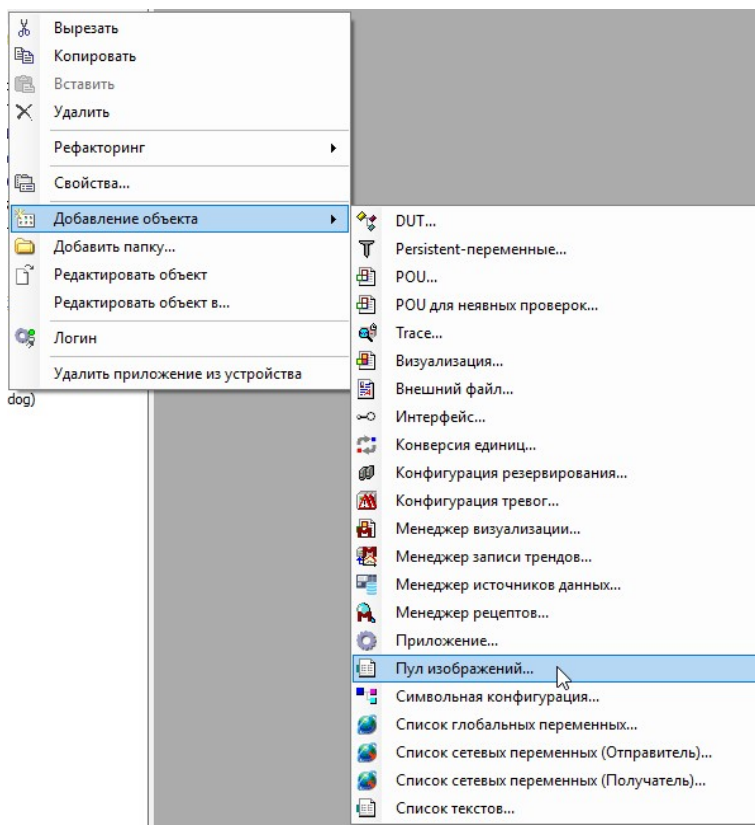 Вырезать
Копировать
Вставить
Удалить
Рефакторинг
Свойства...
Добавление объекта
Добавить папку...
Редактировать объект
Редактировать объект в...
Логин
Удалить приложение из устройства
dog)
DUT...
Persistent-переменные...
POU...
POU для неявных проверок...
Trace...
Визуализация...
Внешний файл...
Интерфейс...
Конверсия единиц...
Конфигурация резервирования...
Конфигурация тревог...
Менеджер визуализации...
Менеджер записи трендов...
Менеджер источников данных...
Менеджер рецептов...
Приложение...
Пул изображений...
Символьная конфигурация...
Список глобальных переменных...
Список сетевых переменных (Отправитель)...
Список сетевых переменных (Получатель)...
Список текстов...